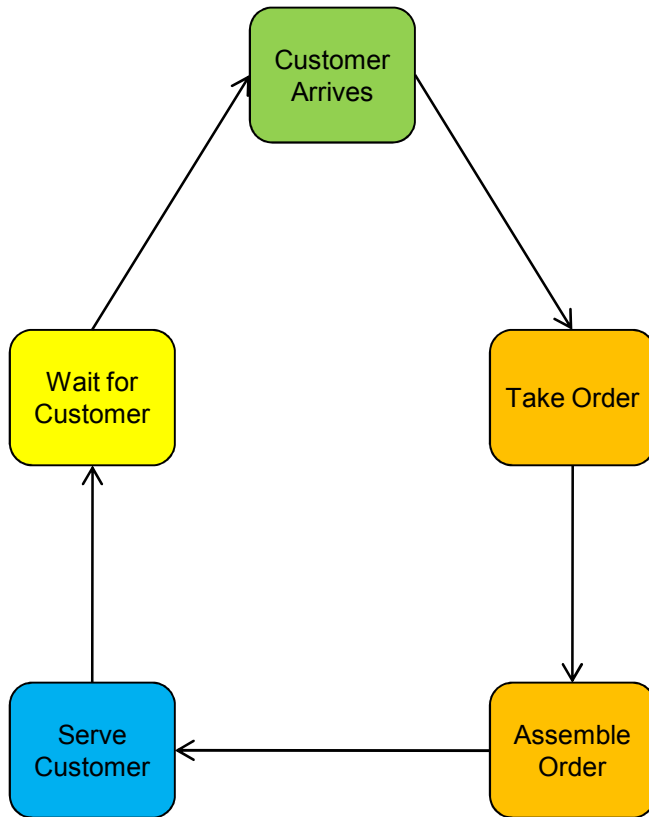 Customer
Arrives
Wait for
Customer
Take Order
Serve
Customer
Assemble
Order